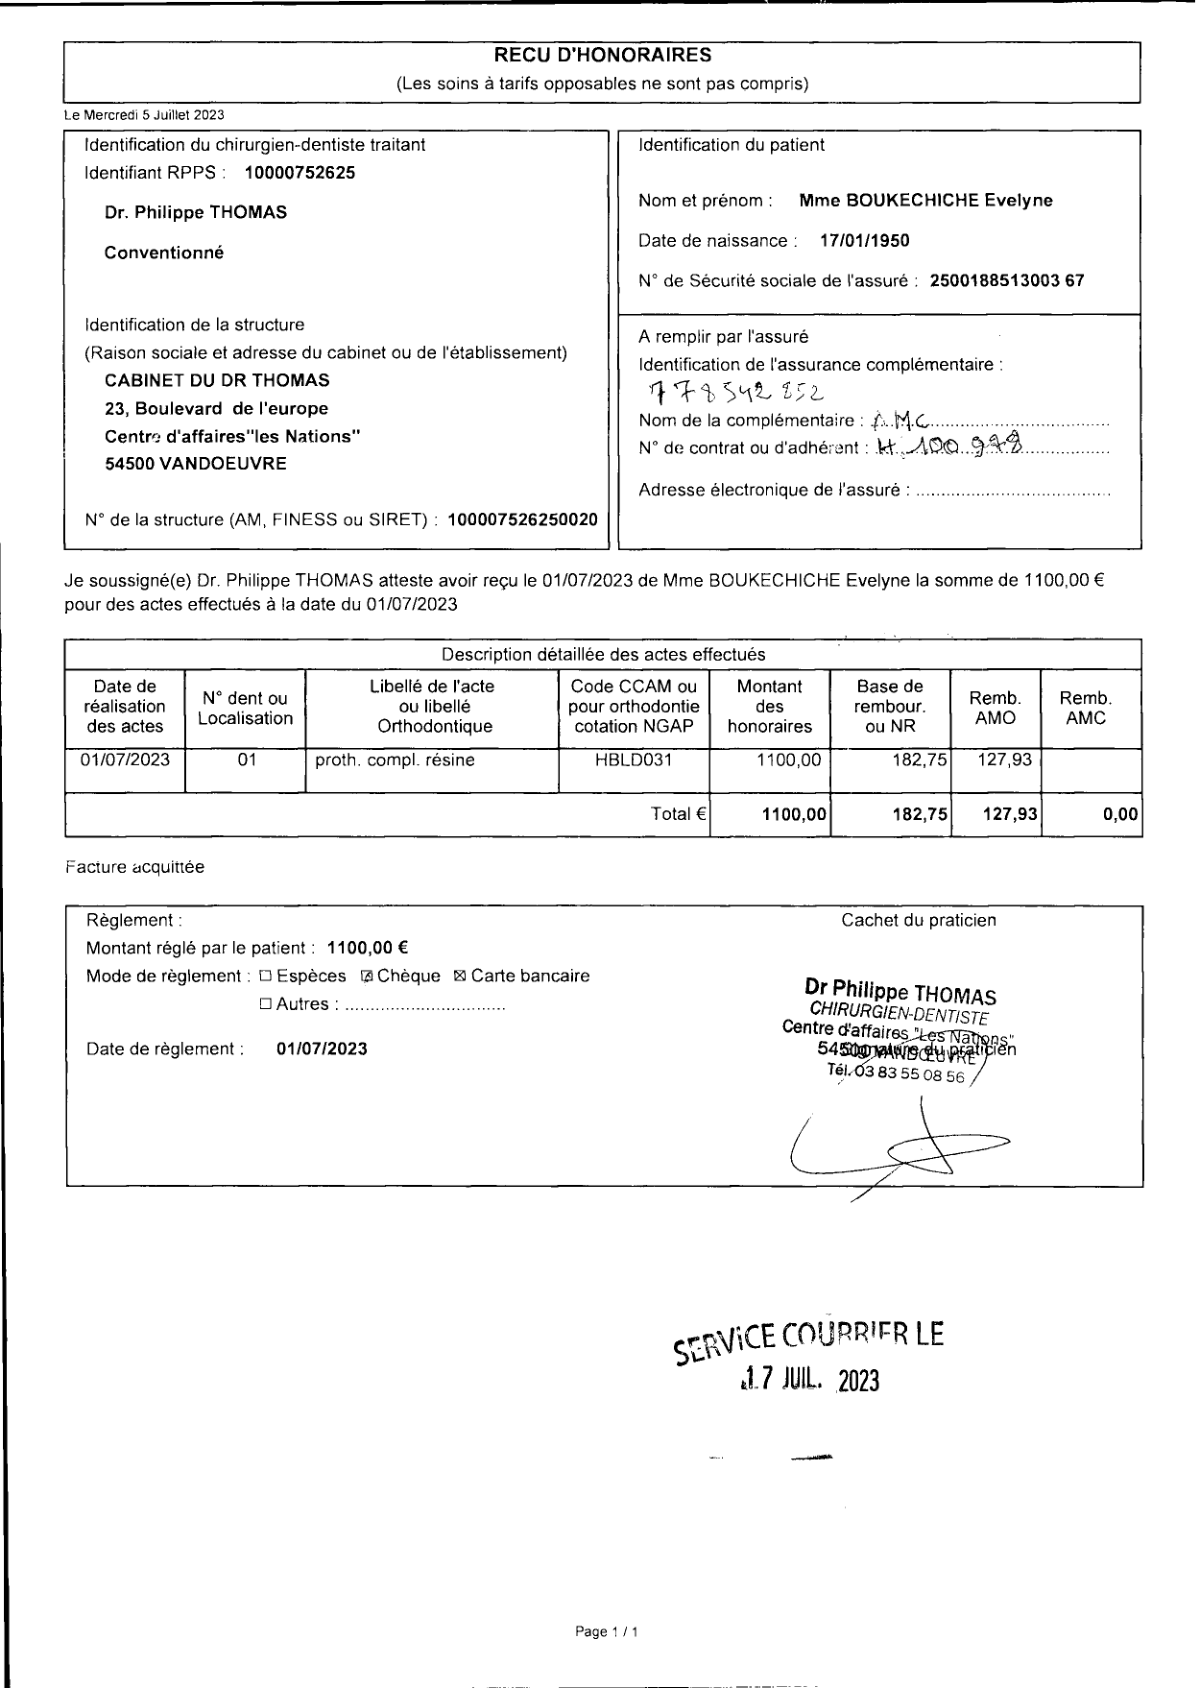 RECU D'HONORAIRES
(Les soins à tarifs opposables ne sont pas compris)
Le Mercredi 5 Juillet 2023
Identification du chirurgien-dentiste traitant
Identifiant RPPS : 10000752625
Dr. Philippe THOMAS
Conventionné
Identification de la structure
(Raison sociale et adresse du cabinet ou de l'établissement)
CABINET DU DR THOMAS
23, Boulevard de l'europe
Centre d'affaires"les Nations"
54500 VANDOEUVRE
N° de la structure (AM, FINESS ou SIRET) : 100007526250020
Identification du patient
Nom et prénom : Mme BOUKECHICHE Evelyne
Date de naissance : 17/01/1950
N° de Sécurité sociale de l'assuré : 2500188513003 67
A remplir par l'assuré
Identification de l'assurance complémentaire :
778542852
Nom de la complémentaire : A.M.C
N° de contrat ou d'adhérent : H 100 978
Adresse électronique de l'assuré :
Je soussigné(e) Dr. Philippe THOMAS atteste avoir reçu le 01/07/2023 de Mme BOUKECHICHE Evelyne la somme de 1100,00 €
pour des actes effectués à la date du 01/07/2023
Description détaillée des actes effectués
Date de réalisation des actes N° dent ou Localisation Libellé de l'acte ou libellé Orthodontique Code CCAM ou pour orthodontie cotation NGAP Montant des honoraires Base de rembour. ou NR Remb. AMO Remb. AMC
01/07/2023 01 proth. compl. résine HBLD031 1100,00 182,75 127,93
Total € 1100,00 182,75 127,93 0,00
Facture acquittée
Règlement :
Montant réglé par le patient : 1100,00 €
Mode de règlement : ☐ Espèces ☑ Chèque ☒ Carte bancaire
☐ Autres :
Date de règlement : 01/07/2023
Cachet du praticien
Dr Philippe THOMAS
CHIRURGIEN-DENTISTE
Centre d'affaires "Les Nations"
54500 VANDŒUVRE
Signature du praticien
Tél. 03 83 55 08 56
SERVICE COURRIER LE
17 JUIL. 2023
Page 1 / 1